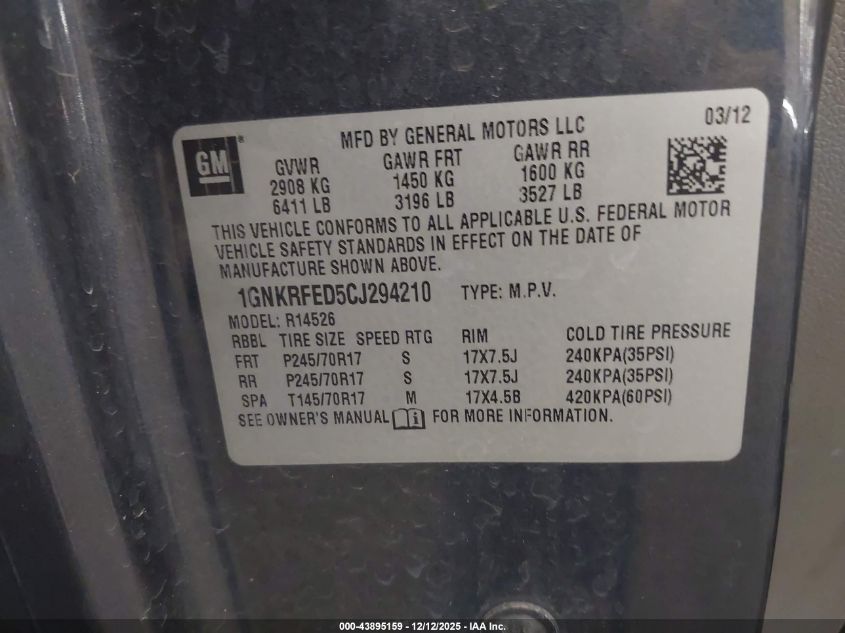 03/12
MFD BY GENERAL MOTORS LLC
GM®
GVWR GAWR FRT GAWR RR
2908 KG 1450 KG 1600 KG
6411 LB 3196 LB 3527 LB
THIS VEHICLE CONFORMS TO ALL APPLICABLE U.S. FEDERAL MOTOR
VEHICLE SAFETY STANDARDS IN EFFECT ON THE DATE OF
MANUFACTURE SHOWN ABOVE.
1GNKRFED5CJ294210 TYPE: M.P.V.
MODEL: R14526
RBBL TIRE SIZE SPEED RTG RIM COLD TIRE PRESSURE
FRT P245/70R17 S 17X7.5J 240KPA(35PSI)
RR P245/70R17 S 17X7.5J 240KPA(35PSI)
SPA T145/70R17 M 17X4.5B 420KPA(60PSI)
SEE OWNER'S MANUAL FOR MORE INFORMATION.
000-43895159 - 12/12/2025 - IAA Inc.